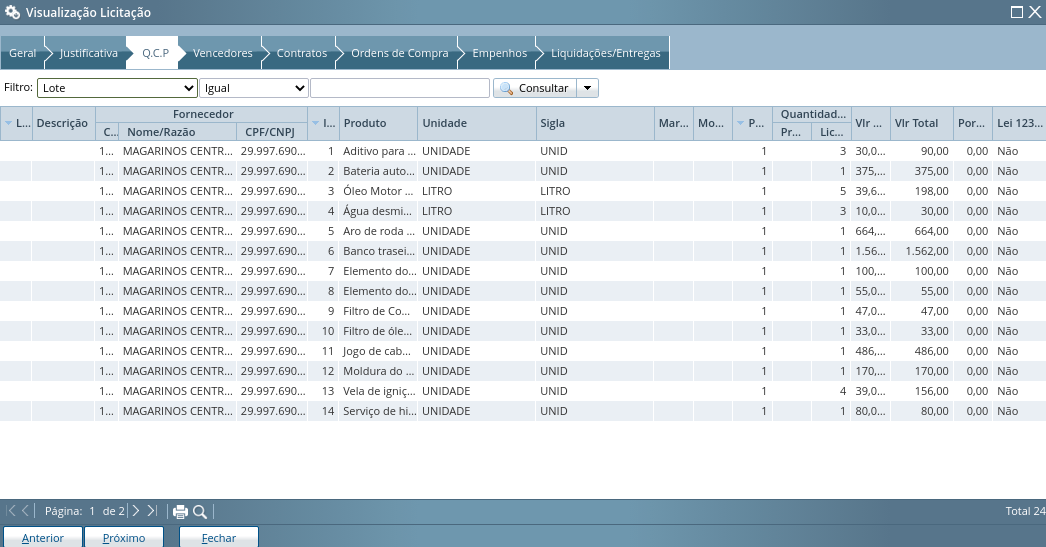 Visualização Licitação
Geral Justificativa Q.C.P Vencedores Contratos Ordens de Compra Empenhos Liquidações/Entregas
Filtro: Lote Igual Consultar
L... Descrição Fornecedor I... Produto Unidade Sigla Mar... Mo... P... Quantidad... Vlr ... Vlr Total Por... Lei 123...
C... Nome/Razão CPF/CNPJ Pr... Lic...
1... MAGARINOS CENTR... 29.997.690... 1 Aditivo para ... UNIDADE UNID 1 3 30,0... 90,00 0,00 Não
1... MAGARINOS CENTR... 29.997.690... 2 Bateria auto... UNIDADE UNID 1 1 375,... 375,00 0,00 Não
1... MAGARINOS CENTR... 29.997.690... 3 Óleo Motor ... LITRO LITRO 1 5 39,6... 198,00 0,00 Não
1... MAGARINOS CENTR... 29.997.690... 4 Água desmi... LITRO LITRO 1 3 10,0... 30,00 0,00 Não
1... MAGARINOS CENTR... 29.997.690... 5 Aro de roda ... UNIDADE UNID 1 1 664,... 664,00 0,00 Não
1... MAGARINOS CENTR... 29.997.690... 6 Banco trasei... UNIDADE UNID 1 1 1.56... 1.562,00 0,00 Não
1... MAGARINOS CENTR... 29.997.690... 7 Elemento do... UNIDADE UNID 1 1 100,... 100,00 0,00 Não
1... MAGARINOS CENTR... 29.997.690... 8 Elemento do... UNIDADE UNID 1 1 55,0... 55,00 0,00 Não
1... MAGARINOS CENTR... 29.997.690... 9 Filtro de Co... UNIDADE UNID 1 1 47,0... 47,00 0,00 Não
1... MAGARINOS CENTR... 29.997.690... 10 Filtro de óle... UNIDADE UNID 1 1 33,0... 33,00 0,00 Não
1... MAGARINOS CENTR... 29.997.690... 11 Jogo de cab... UNIDADE UNID 1 1 486,... 486,00 0,00 Não
1... MAGARINOS CENTR... 29.997.690... 12 Moldura do ... UNIDADE UNID 1 1 170,... 170,00 0,00 Não
1... MAGARINOS CENTR... 29.997.690... 13 Vela de igniç... UNIDADE UNID 1 4 39,0... 156,00 0,00 Não
1... MAGARINOS CENTR... 29.997.690... 14 Serviço de hi... UNIDADE UNID 1 1 80,0... 80,00 0,00 Não
Página: 1 de 2 Total 24
Anterior Próximo Fechar